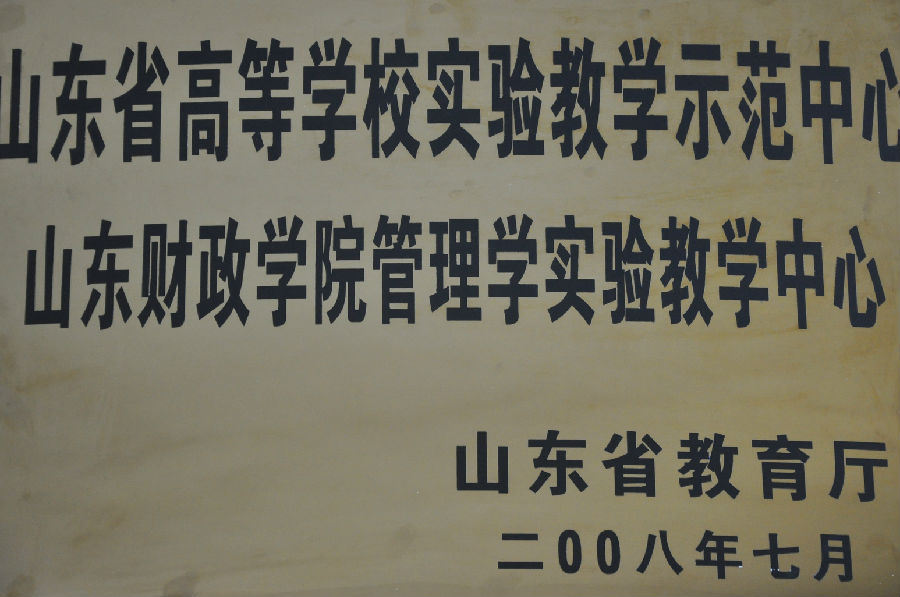 山东省高等学校实验教学示范中心
山东财政学院管理学实验教学中心
山东省教育厅
二00八年七月